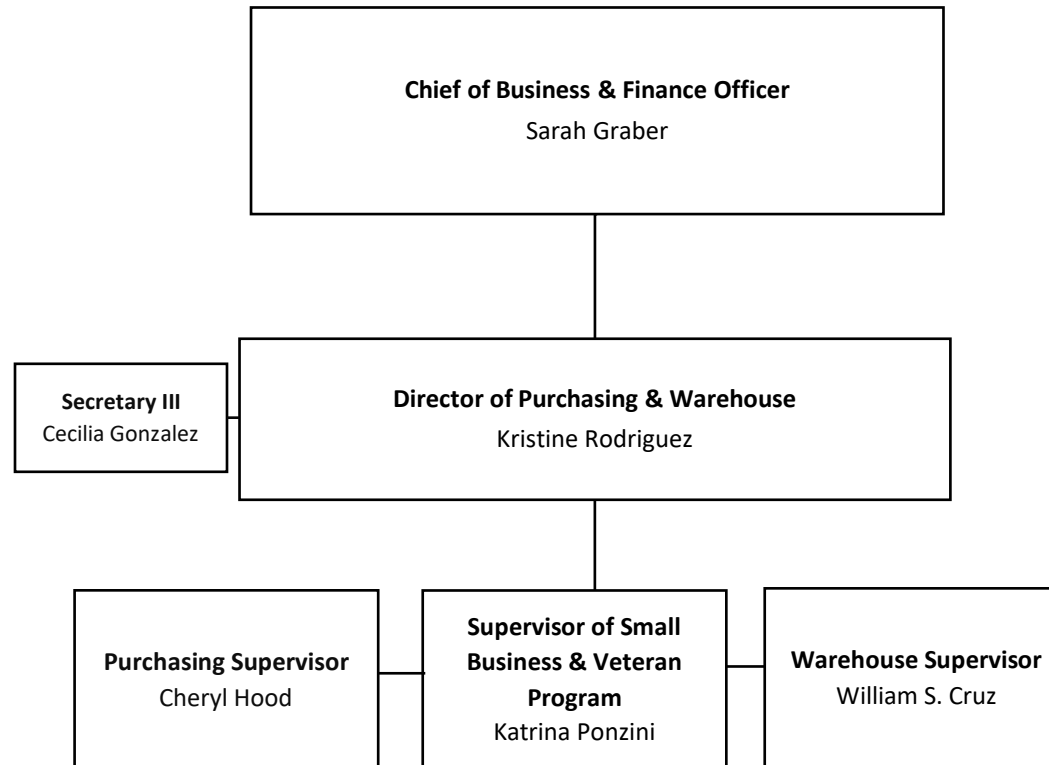 Chief of Business & Finance Officer
Sarah Graber
Secretary III
Cecilia Gonzalez
Director of Purchasing & Warehouse
Kristine Rodriguez
Purchasing Supervisor
Cheryl Hood
Supervisor of Small
Business & Veteran
Program
Katrina Ponzini
Warehouse Supervisor
William S. Cruz